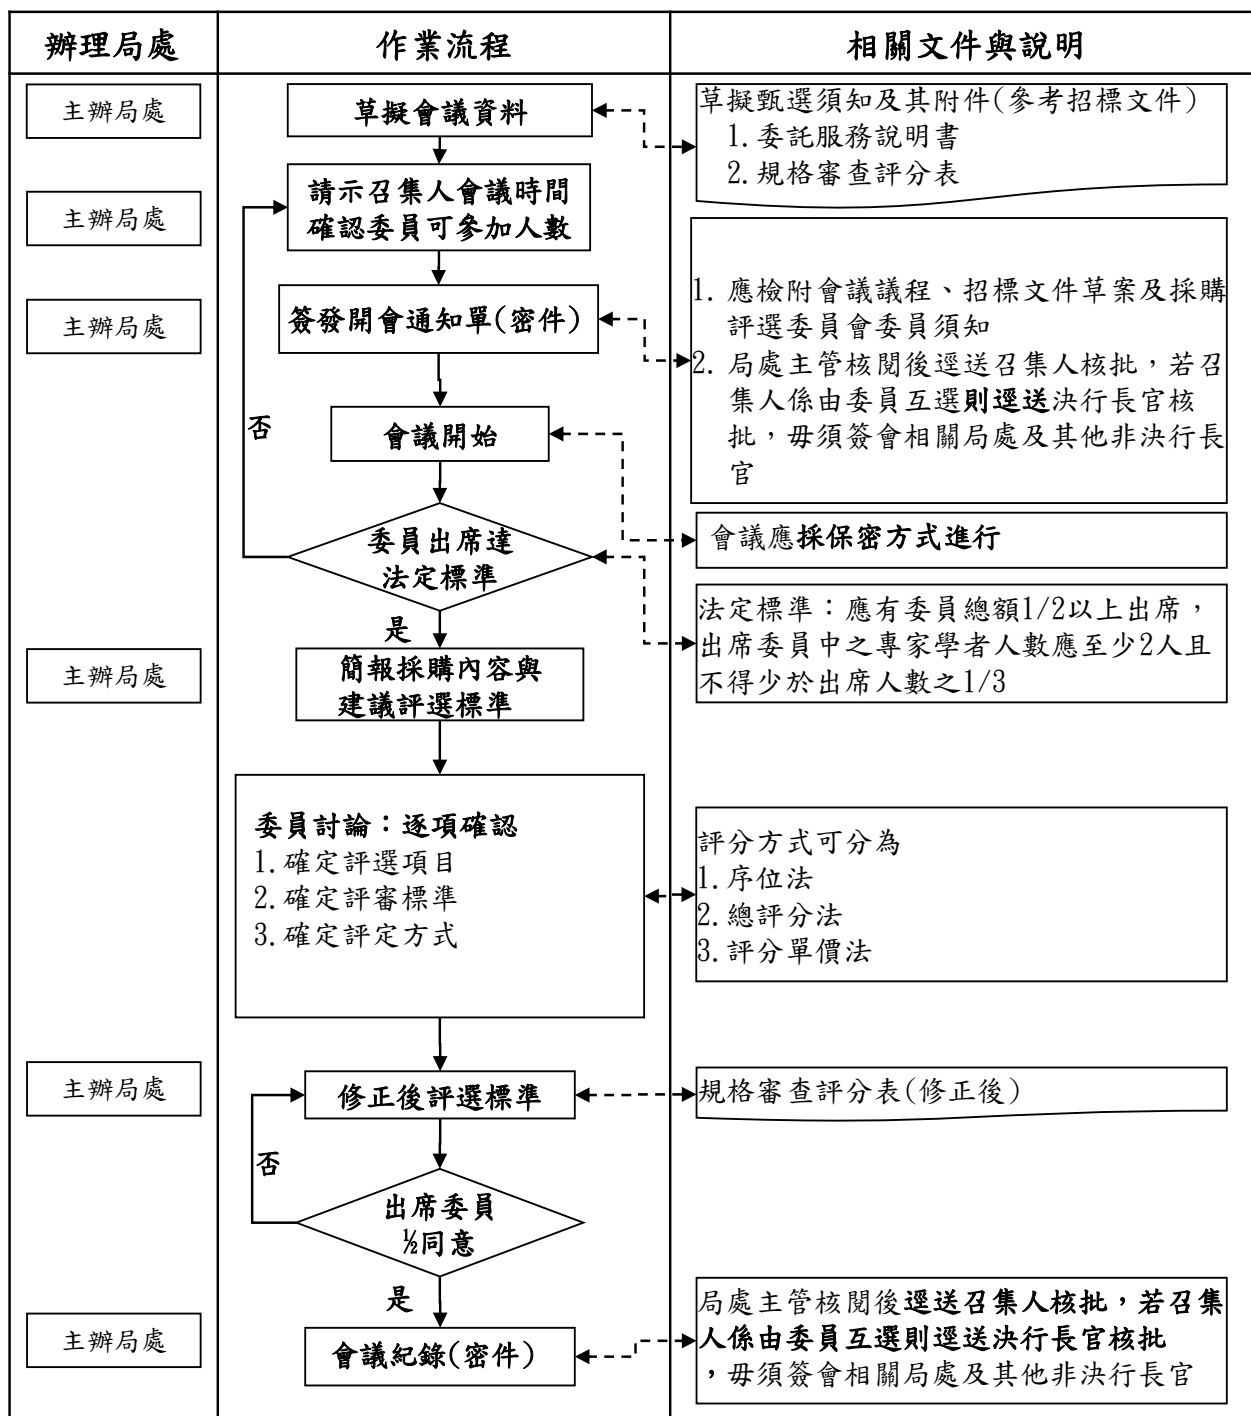 辦理局處
作業流程
相關文件與說明
主辦局處
草擬會議資料
草擬甄選須知及其附件(參考招標文件)
1.委託服務說明書
2.規格審查評分表
主辦局處
請示召集人會議時間
確認委員可參加人數
主辦局處
簽發開會通知單(密件)
1. 應檢附會議議程、招標文件草案及採購
評選委員會委員須知
2. 局處主管核閱後逕送召集人核批，若召
集人係由委員互選則逕送決行長官核
批，毋須簽會相關局處及其他非決行長
官
否
會議開始
會議應採保密方式進行
委員出席達
法定標準
法定標準：應有委員總額1/2以上出席，
出席委員中之專家學者人數應至少2人且
不得少於出席人數之1/3
是
主辦局處
簡報採購內容與
建議評選標準
委員討論：逐項確認
1.確定評選項目
2.確定評審標準
3.確定評定方式
評分方式可分為
1.序位法
2.總評分法
3.評分單價法
主辦局處
修正後評選標準
規格審查評分表(修正後)
否
出席委員
½同意
是
主辦局處
會議紀錄(密件)
局處主管核閱後逕送召集人核批，若召集
人係由委員互選則逕送決行長官核批
，毋須簽會相關局處及其他非決行長官